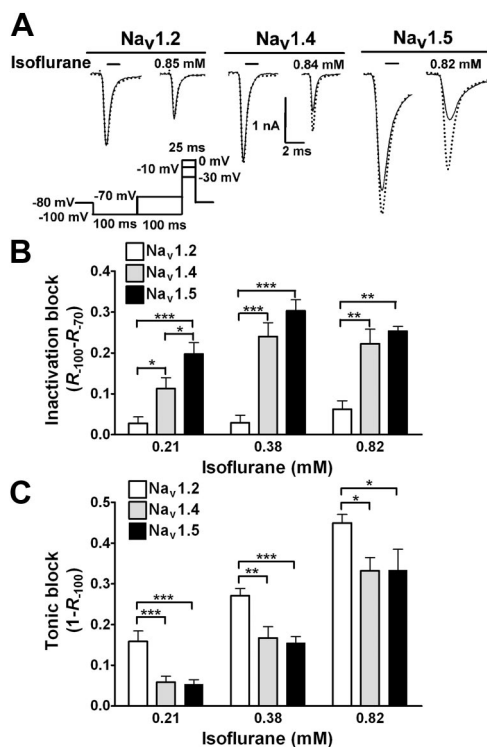 A
Nav1.2 Nav1.4 Nav1.5
Isoflurane — 0.85 mM — 0.84 mM — 0.82 mM
1 nA
2 ms
25 ms
0 mV
-10 mV
-30 mV
-70 mV
-80 mV
-100 mV
100 ms 100 ms
B
Nav1.2
Nav1.4
Nav1.5
Inactivation block
(R-100-R-70)
0.4
0.3
0.2
0.1
0.0
*** * *
*** ***
** **
0.21 0.38 0.82
Isoflurane (mM)
C
Nav1.2
Nav1.4
Nav1.5
Tonic block
(1-R-100)
0.5
0.4
0.3
0.2
0.1
0.0
*** ***
*** **
* *
0.21 0.38 0.82
Isoflurane (mM)